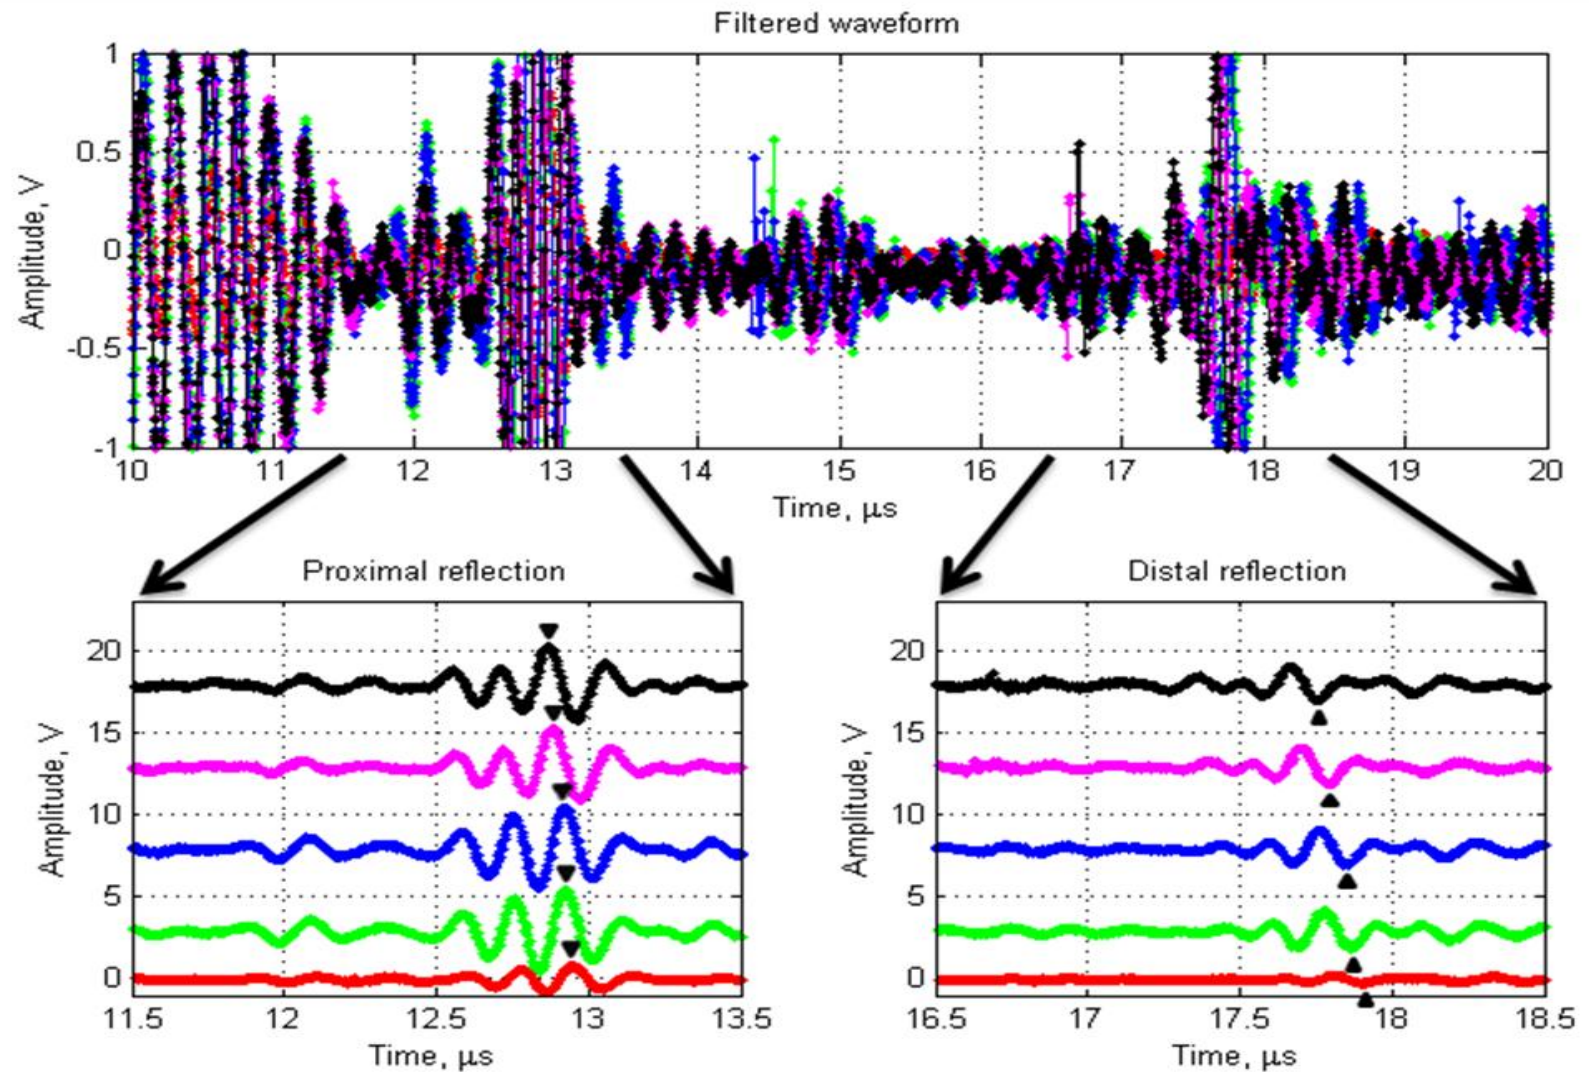 Filtered waveform
1
0.5
0
-0.5
-1
Amplitude, V
10 11 12 13 14 15 16 17 18 19 20
Time, μs
Proximal reflection
20
15
10
5
0
Amplitude, V
11.5 12 12.5 13 13.5
Time, μs
Distal reflection
20
15
10
5
0
Amplitude, V
16.5 17 17.5 18 18.5
Time, μs